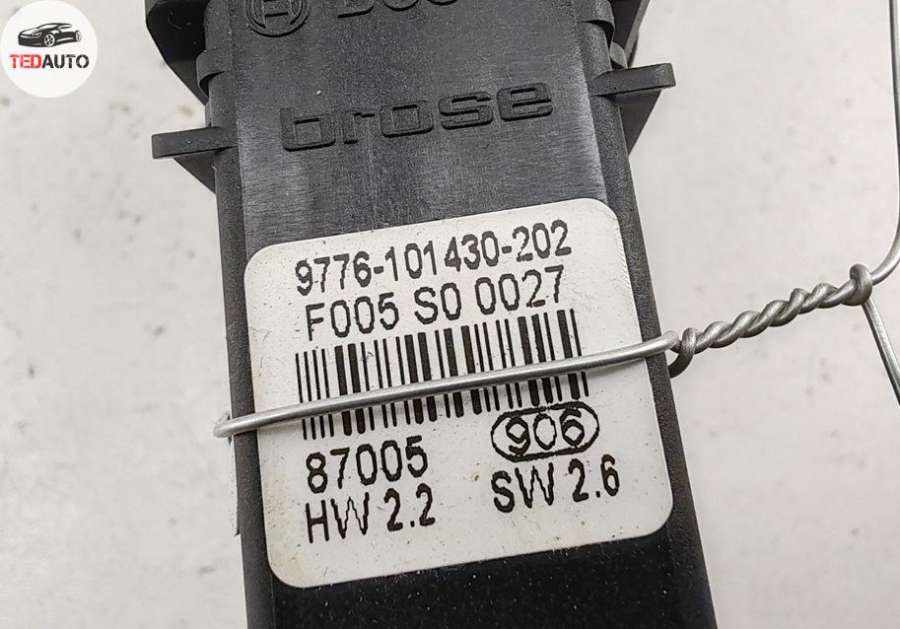 TEDAUTO
brose
9776-101430-202
F005 S0 0027
87005 906
HW 2.2 SW 2.6